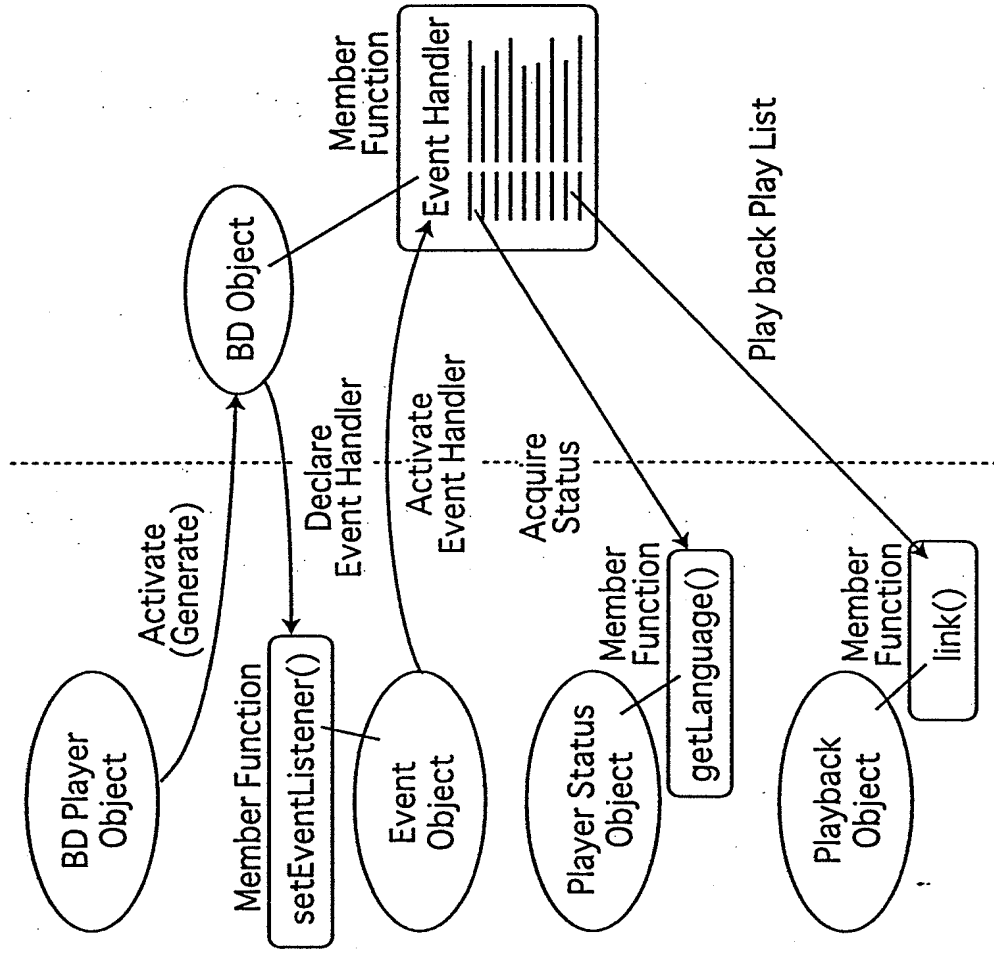 BD Player
Object
Activate
(Generate)
BD Object
Member Function
setEventListener()
Declare
Event Handler
Member
Function
Event Handler
Event
Object
Activate
Event Handler
Player Status
Object
Member
Function
getLanguage()
Acquire
Status
Playback
Object
Member
Function
link()
Play back Play List